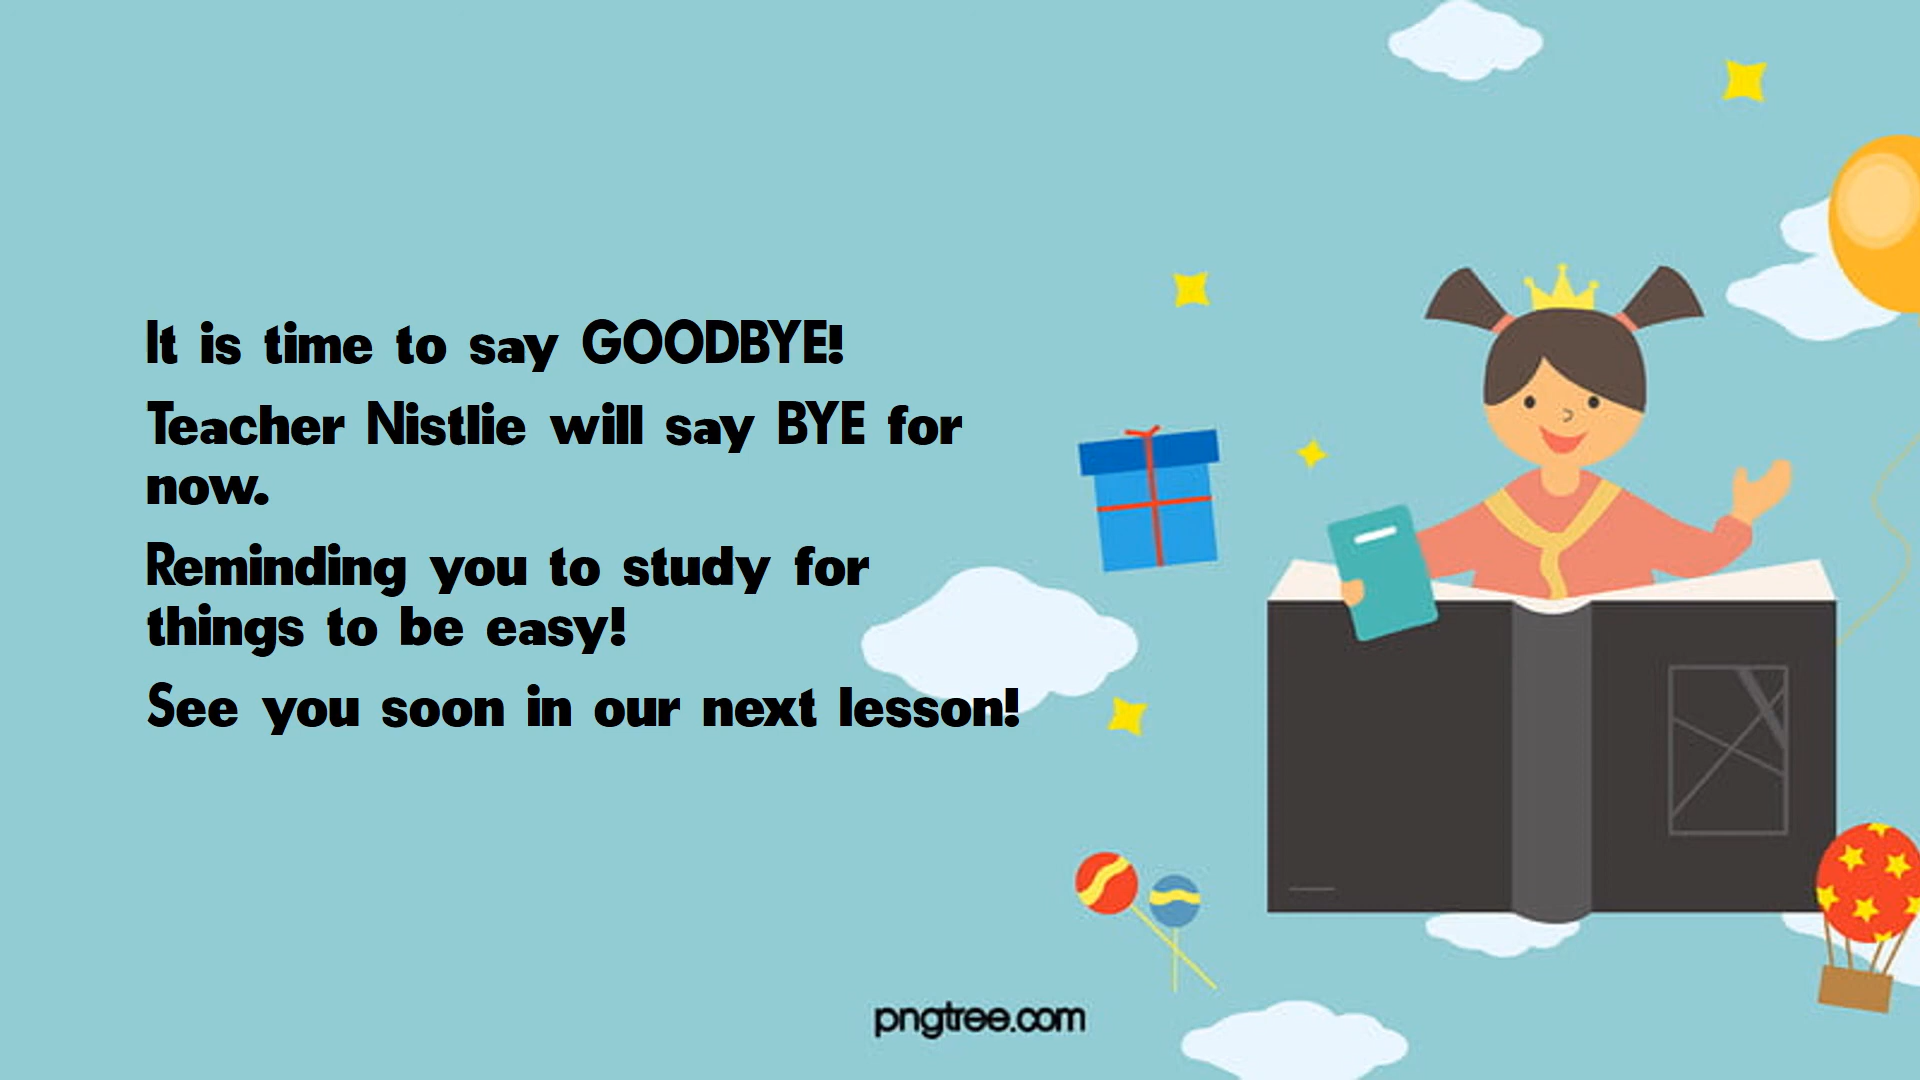 It is time to say GOODBYE!
Teacher Nistlie will say BYE for
now.
Reminding you to study for
things to be easy!
See you soon in our next lesson!
pngtree.com